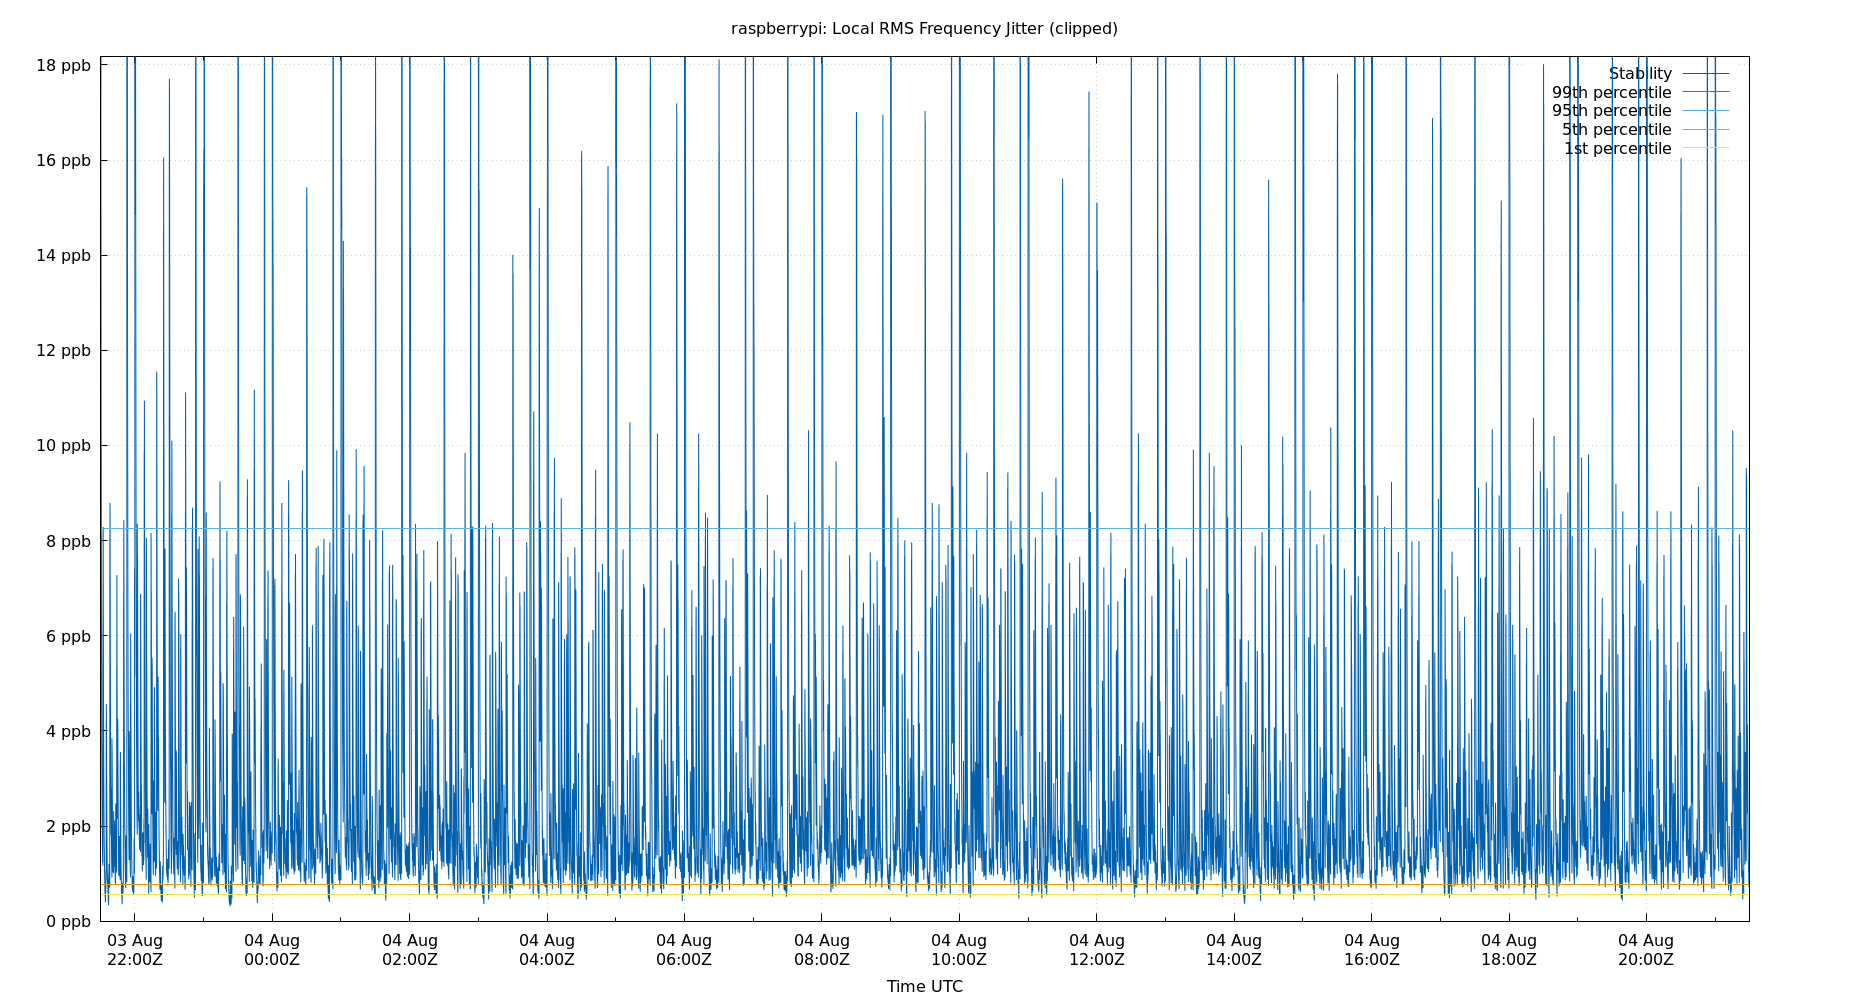 raspberrypi: Local RMS Frequency Jitter (clipped)
18 ppb
16 ppb
14 ppb
12 ppb
10 ppb
8 ppb
6 ppb
4 ppb
2 ppb
0 ppb
Stability
99th percentile
95th percentile
5th percentile
1st percentile
03 Aug 04 Aug 04 Aug 04 Aug 04 Aug 04 Aug 04 Aug 04 Aug 04 Aug 04 Aug 04 Aug 04 Aug
22:00Z 00:00Z 02:00Z 04:00Z 06:00Z 08:00Z 10:00Z 12:00Z 14:00Z 16:00Z 18:00Z 20:00Z
Time UTC